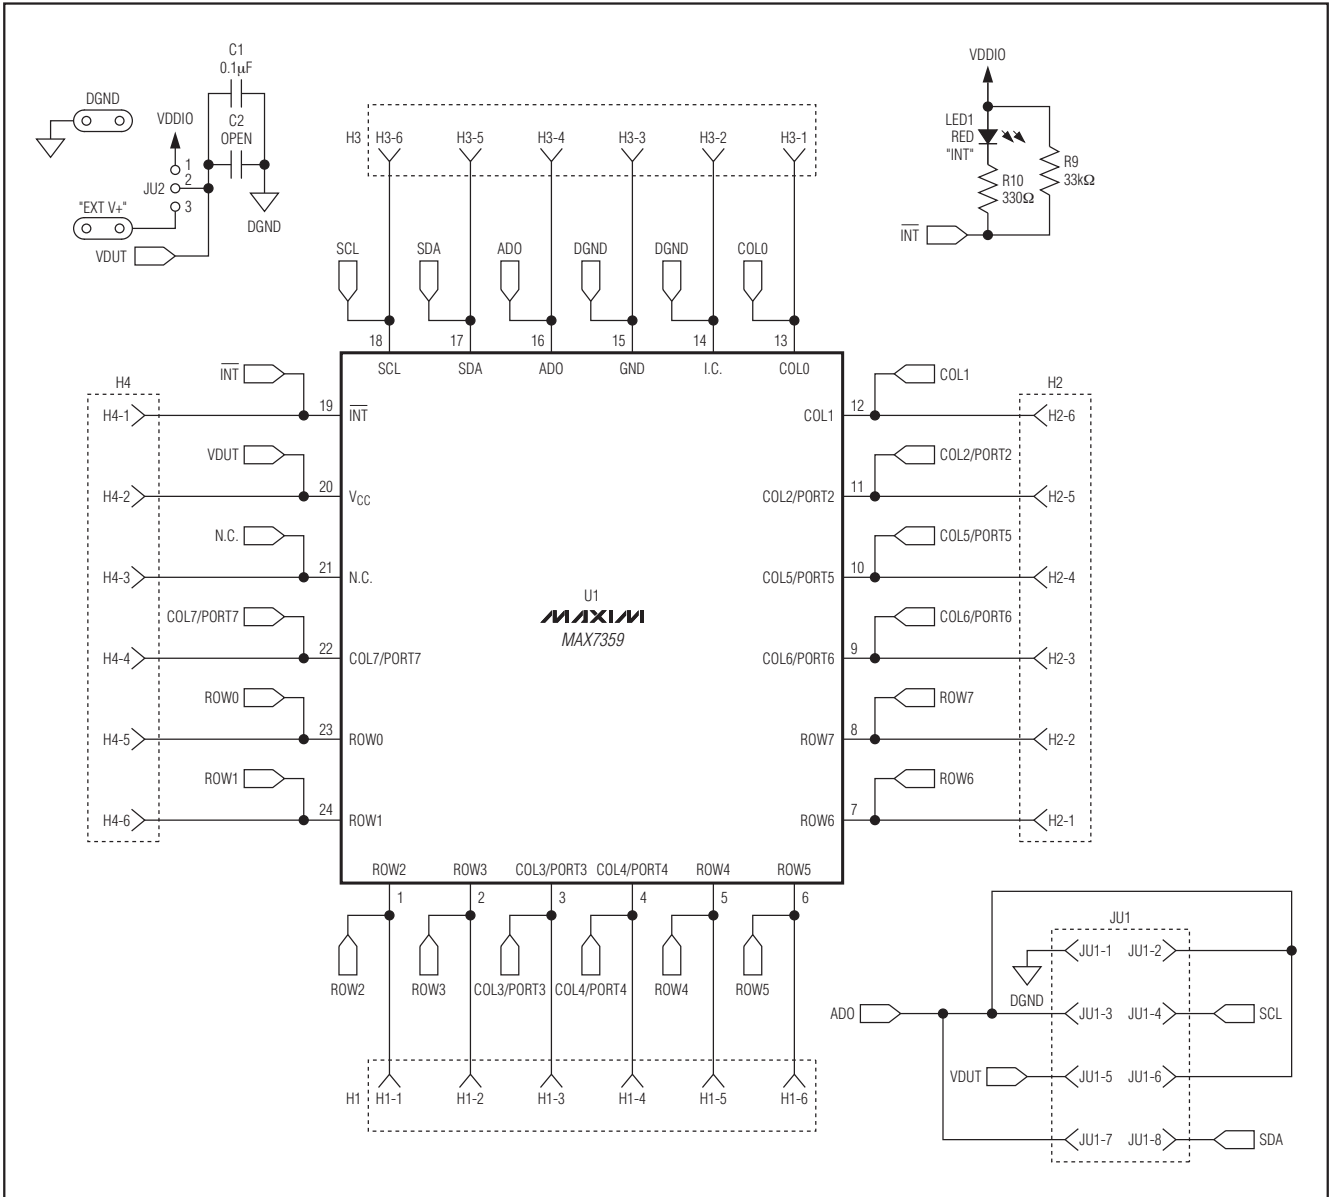 C1
0.1µF
C2
OPEN
DGND
VDDIO
1
2
3
JU2
"EXT V+"
VDUT
DGND
H3
H3-6 H3-5 H3-4 H3-3 H3-2 H3-1
VDDIO
LED1
RED
"INT"
R10
330Ω
R9
33kΩ
INT
SCL SDA ADO DGND DGND COL0
18 17 16 15 14 13
SCL SDA ADO GND I.C. COL0
H4
INT
H4-1 19 INT
VDUT
H4-2 20 VCC
N.C.
H4-3 21 N.C.
COL7/PORT7
H4-4 22 COL7/PORT7
ROW0
H4-5 23 ROW0
ROW1
H4-6 24 ROW1
U1
MAXIM
MAX7359
H2
COL1
COL1 12 H2-6
COL2/PORT2
COL2/PORT2 11 H2-5
COL5/PORT5
COL5/PORT5 10 H2-4
COL6/PORT6
COL6/PORT6 9 H2-3
ROW7
ROW7 8 H2-2
ROW6
ROW6 7 H2-1
ROW2 ROW3 COL3/PORT3 COL4/PORT4 ROW4 ROW5
1 2 3 4 5 6
ROW2 ROW3 COL3/PORT3 COL4/PORT4 ROW4 ROW5
H1
H1-1 H1-2 H1-3 H1-4 H1-5 H1-6
JU1
JU1-1 JU1-2
DGND
ADO JU1-3 JU1-4 SCL
VDUT JU1-5 JU1-6
JU1-7 JU1-8 SDA